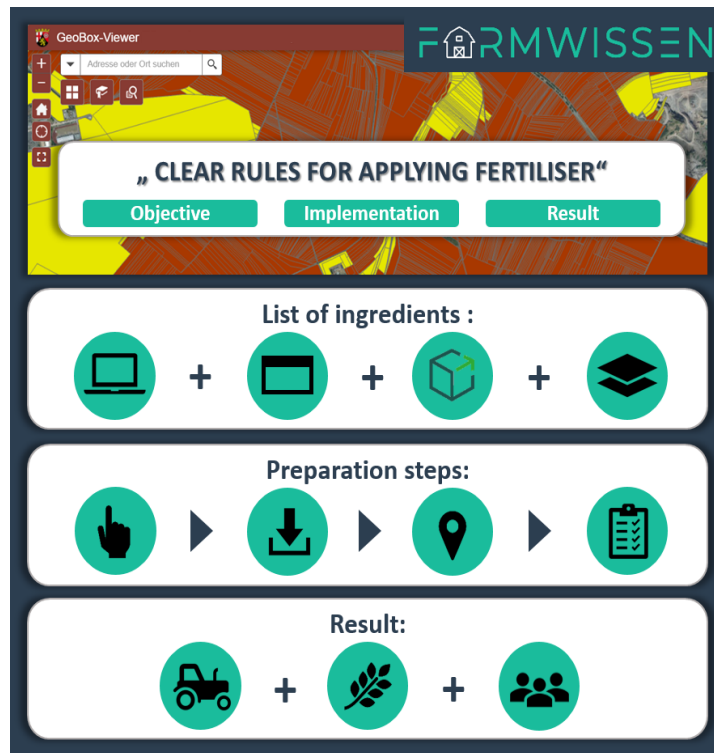 GeoBox-Viewer
FARMWISSEN
Adresse oder Ort suchen
„ CLEAR RULES FOR APPLYING FERTILISER“
Objective
Implementation
Result
List of ingredients :
+ + +
Preparation steps:
Result:
+ +